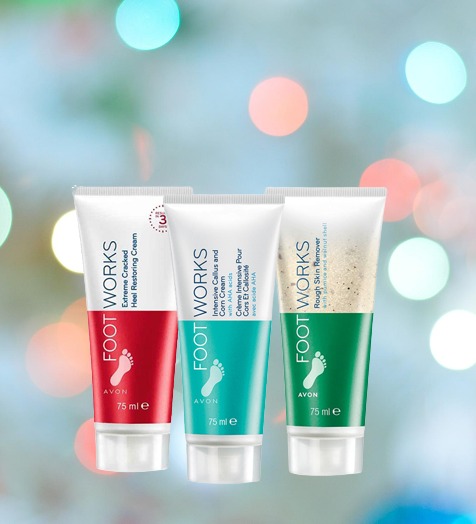 FOOT WORKS
Extreme Cracked
Heel Restoring Cream
3
DAYS
AVON
75 ml e
FOOT WORKS
Intensive Callus and
Corn Cream
with AHA acids
Crème Intensive Pour
Cors Et Callosité
avec acide AHA
AVON
75 ml e
FOOT WORKS
Rough Skin Remover
with pumice and walnut shell
AVON
75 ml e